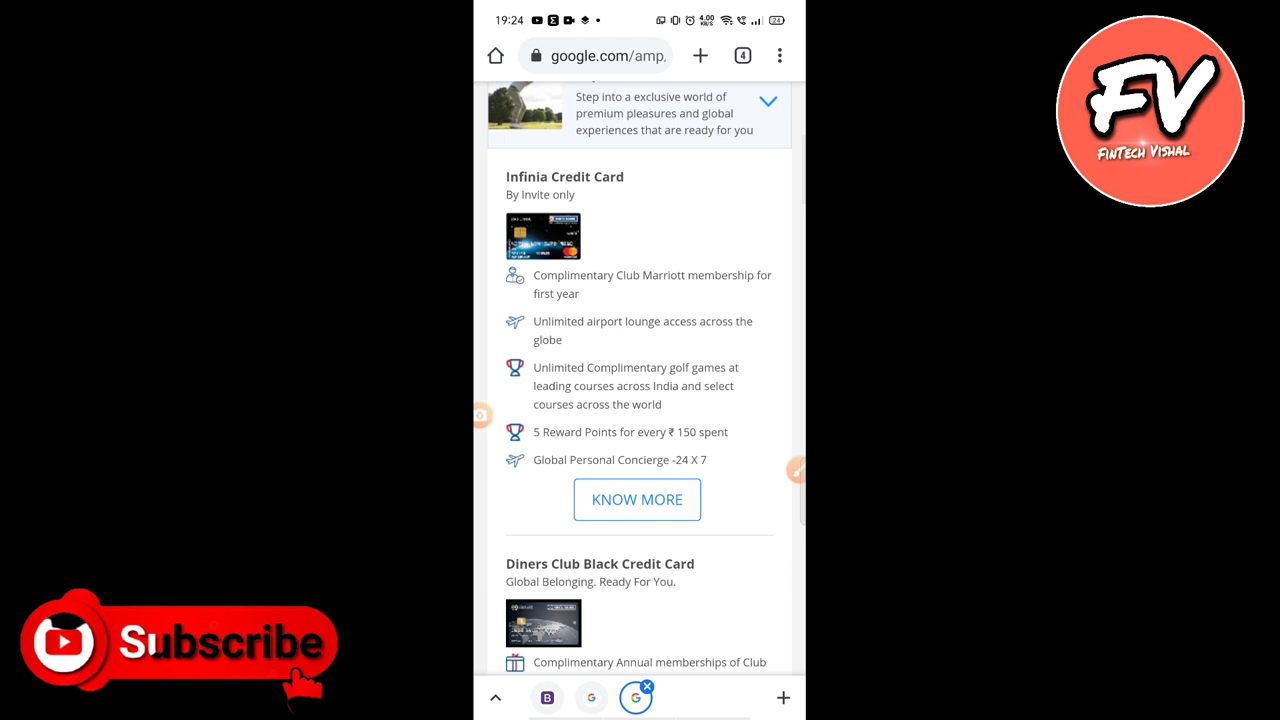 19:24
4.00
KB/S
24
google.com/amp,
4
Step into a exclusive world of
premium pleasures and global
experiences that are ready for you
Infinia Credit Card
By Invite only
Complimentary Club Marriott membership for
first year
Unlimited airport lounge access across the
globe
Unlimited Complimentary golf games at
leading courses across India and select
courses across the world
5 Reward Points for every ₹ 150 spent
Global Personal Concierge -24 X 7
KNOW MORE
Diners Club Black Credit Card
Global Belonging. Ready For You.
Complimentary Annual memberships of Club
B
G
G
FV
FinTech Vishal
Subscribe